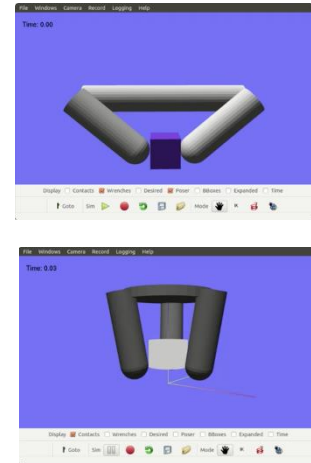 File Windows Camera Record Logging Help
Time: 0.00
Display Contacts Wrenches Desired Poser BBoxes Expanded Time
Goto Sim Mode
File Windows Camera Record Logging Help
Time: 0.03
Display Contacts Wrenches Desired Poser BBoxes Expanded Time
Goto Sim Mode